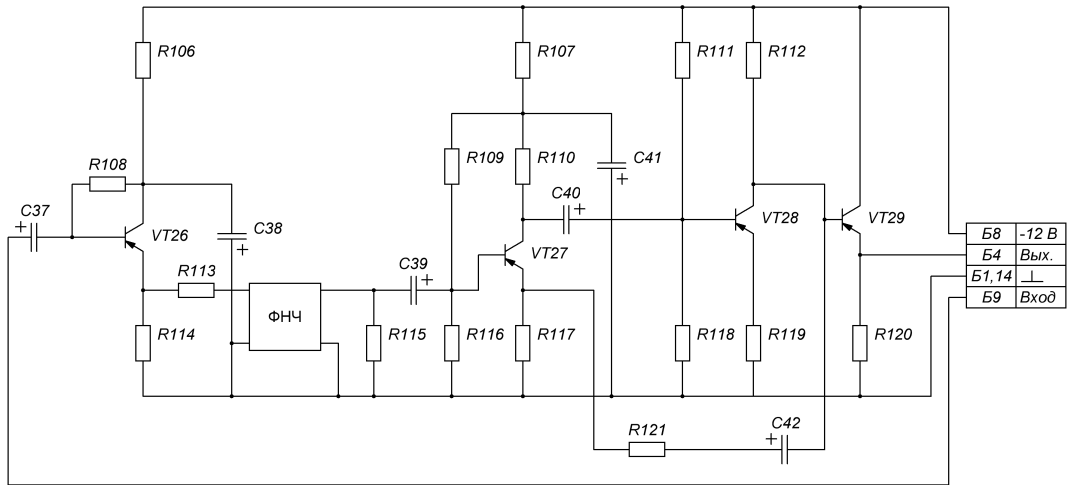 R106
R107
R111
R112
R108
R109
R110
C41
C37
C40
VT26
C38
VT27
VT28
VT29
R113
C39
Б8 -12 В
Б4 Вых.
Б1,14 ⊥
Б9 Вход
ФНЧ
R114
R115
R116
R117
R118
R119
R120
R121
C42